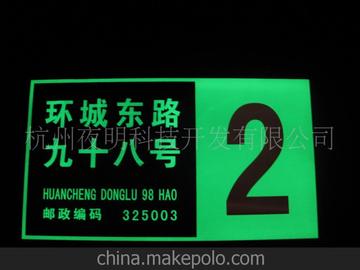 环城东路
九十八号
HUANCHENG DONGLU 98 HAO
邮政编码 325003
2
杭州夜明科技开发有限公司
china.makepolo.com